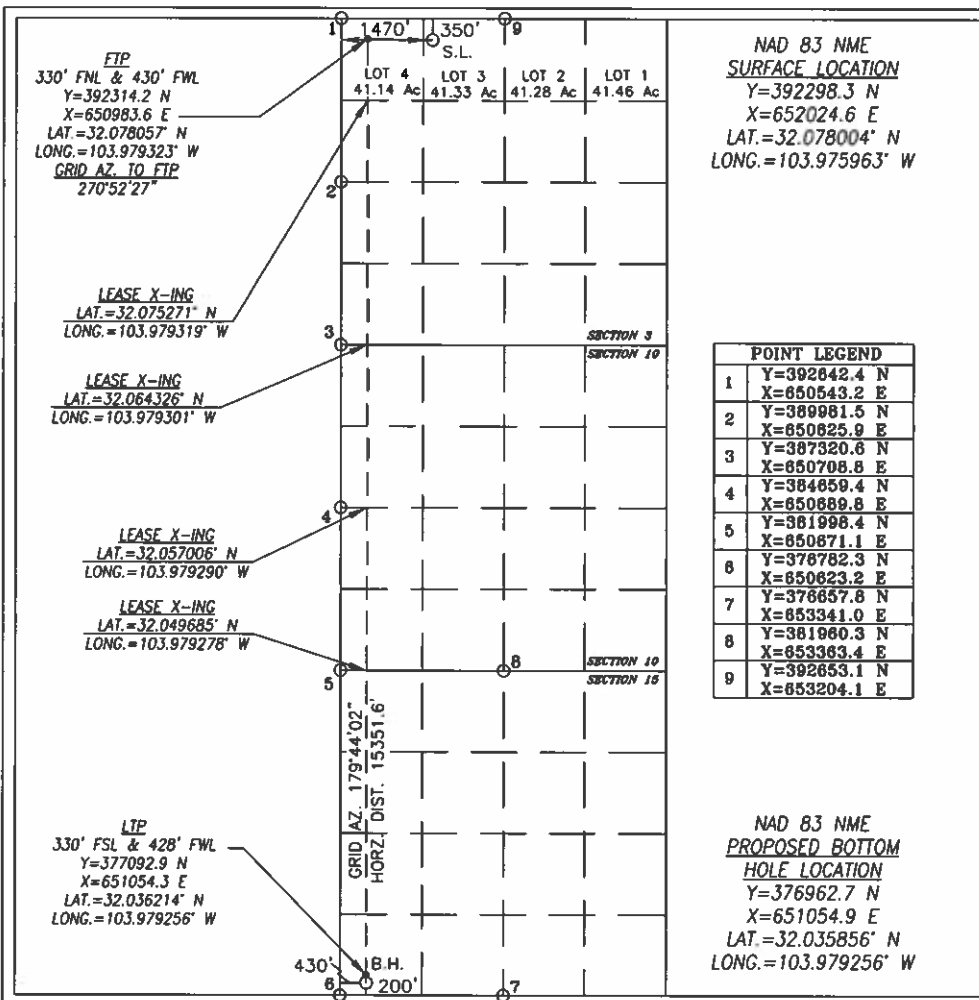 1
1470'
350'
9
S.L.
FTP
330' FNL & 430' FWL
Y=392314.2 N
X=650983.6 E
LAT.=32.078057° N
LONG.=103.979323° W
GRID AZ. TO FTP
270°52'27"
LOT 4
41.14 Ac
LOT 3
41.33 Ac
LOT 2
41.28 Ac
LOT 1
41.46 Ac
NAD 83 NME
SURFACE LOCATION
Y=392298.3 N
X=652024.6 E
LAT.=32.078004° N
LONG.=103.975963° W
2
LEASE X-ING
LAT.=32.075271° N
LONG.=103.979319° W
3
SECTION 3
SECTION 10
LEASE X-ING
LAT.=32.064326° N
LONG.=103.979301° W
POINT LEGEND
1 Y=392642.4 N
X=650543.2 E
2 Y=389981.5 N
X=650625.9 E
3 Y=387320.6 N
X=650708.8 E
4 Y=384659.4 N
X=650689.8 E
5 Y=381998.4 N
X=650671.1 E
6 Y=376782.3 N
X=650623.2 E
7 Y=376657.8 N
X=653341.0 E
8 Y=381960.3 N
X=653363.4 E
9 Y=392653.1 N
X=653204.1 E
4
LEASE X-ING
LAT.=32.057006° N
LONG.=103.979290° W
LEASE X-ING
LAT.=32.049685° N
LONG.=103.979278° W
5
8
SECTION 10
SECTION 15
GRID AZ. 179°44'02"
HORZ. DIST. 15351.6'
LTP
330' FSL & 428' FWL
Y=377092.9 N
X=651054.3 E
LAT.=32.036214° N
LONG.=103.979256° W
NAD 83 NME
PROPOSED BOTTOM
HOLE LOCATION
Y=376962.7 N
X=651054.9 E
LAT.=32.035856° N
LONG.=103.979256° W
430'
B.H.
6
200'
7